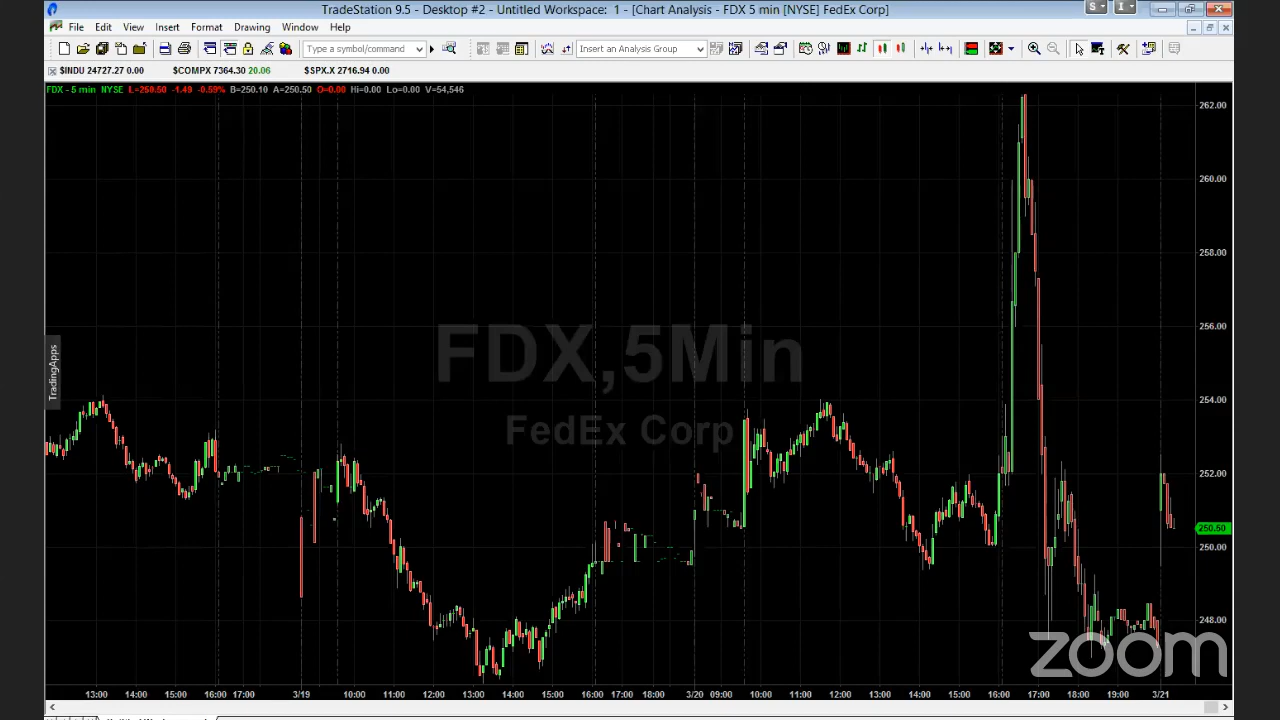 TradeStation 9.5 - Desktop #2 - Untitled Workspace: 1 - [Chart Analysis - FDX 5 min [NYSE] FedEx Corp]
S I
File Edit View Insert Format Drawing Window Help
Type a symbol/command Insert an Analysis Group
$INDU 24727.27 0.00 $COMPX 7364.30 20.06 $SPX.X 2716.94 0.00
FDX - 5 min NYSE L=250.50 -1.49 -0.59% B=250.10 A=250.50 O=0.00 Hi=0.00 Lo=0.00 V=54,546
262.00
260.00
258.00
256.00
FDX,5Min
TradingApps
254.00
FedEx Corp
252.00
250.50
250.00
248.00
zoom
13:00 14:00 15:00 16:00 17:00 3/19 10:00 11:00 12:00 13:00 14:00 15:00 16:00 17:00 18:00 3/20 09:00 10:00 11:00 12:00 13:00 14:00 15:00 16:00 17:00 18:00 19:00 3/21